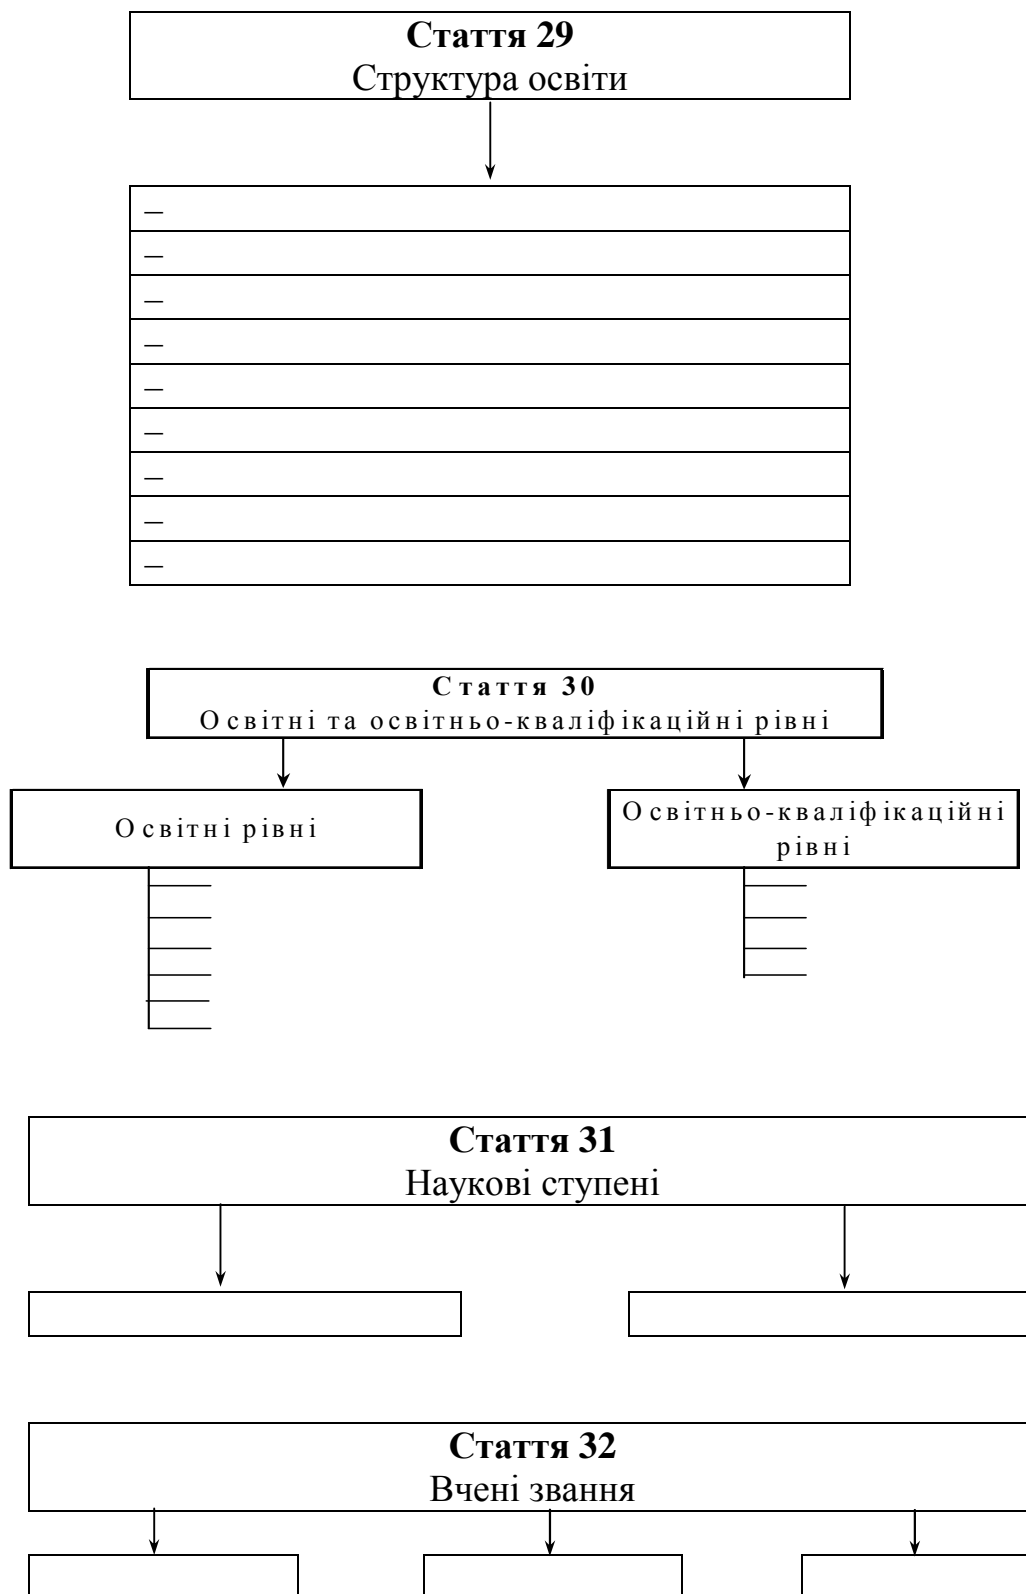 Стаття 29
Структура освіти
–
–
–
–
–
–
–
–
–
Стаття 30
Освітні та освітньо-кваліфікаційні рівні
Освітні рівні
Освітньо-кваліфікаційні
рівні
Стаття 31
Наукові ступені
Стаття 32
Вчені звання